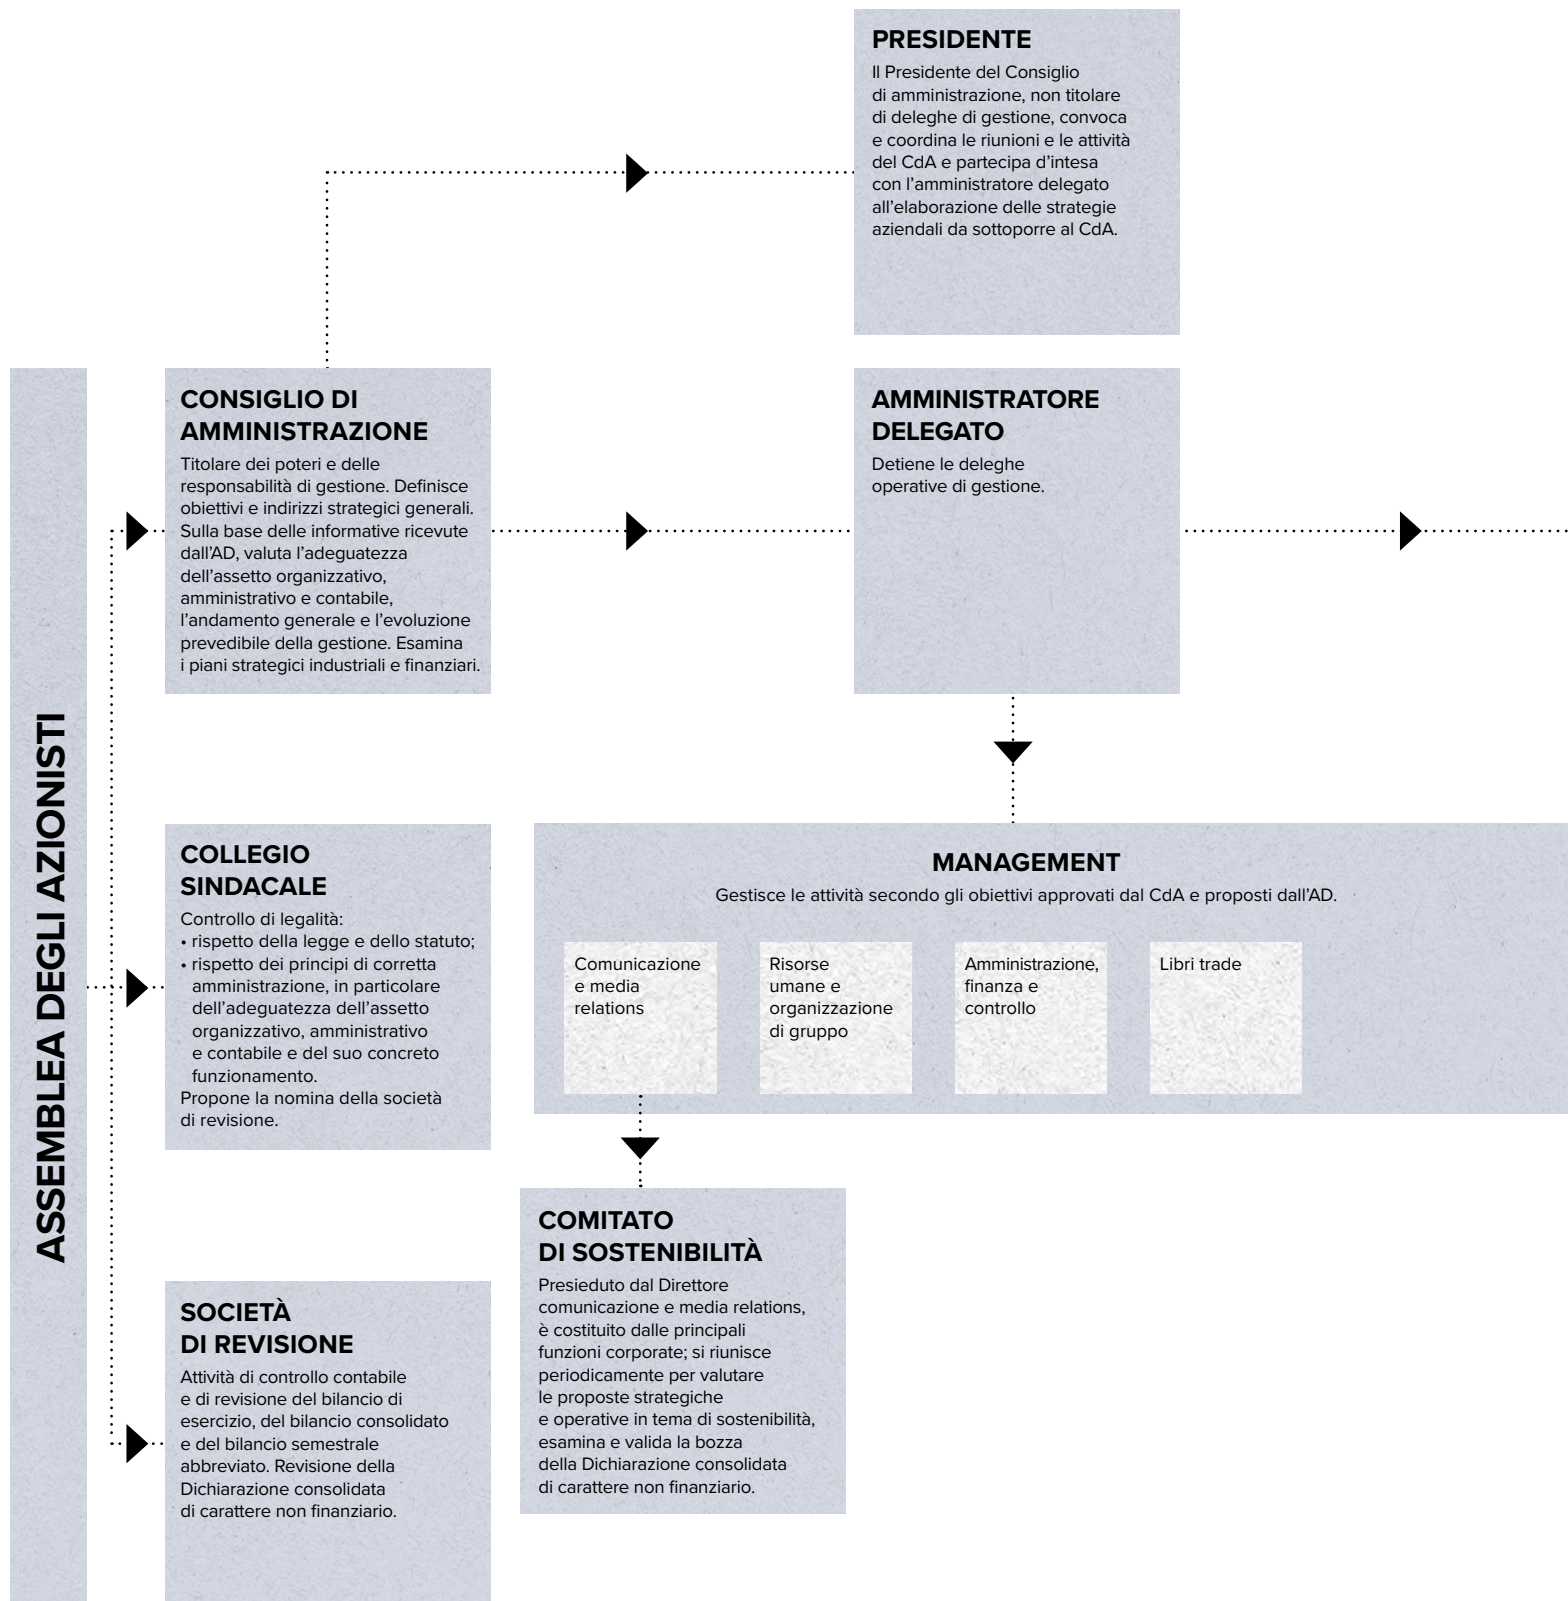 PRESIDENTE
Il Presidente del Consiglio
di amministrazione, non titolare
di deleghe di gestione, convoca
e coordina le riunioni e le attività
del CdA e partecipa d’intesa
con l’amministratore delegato
all’elaborazione delle strategie
aziendali da sottoporre al CdA.
ASSEMBLEA DEGLI AZIONISTI
CONSIGLIO DI
AMMINISTRAZIONE
Titolare dei poteri e delle
responsabilità di gestione. Definisce
obiettivi e indirizzi strategici generali.
Sulla base delle informative ricevute
dall’AD, valuta l’adeguatezza
dell’assetto organizzativo,
amministrativo e contabile,
l’andamento generale e l’evoluzione
prevedibile della gestione. Esamina
i piani strategici industriali e finanziari.
AMMINISTRATORE
DELEGATO
Detiene le deleghe
operative di gestione.
COLLEGIO
SINDACALE
Controllo di legalità:
• rispetto della legge e dello statuto;
• rispetto dei principi di corretta
amministrazione, in particolare
dell’adeguatezza dell’assetto
organizzativo, amministrativo
e contabile e del suo concreto
funzionamento.
Propone la nomina della società
di revisione.
MANAGEMENT
Gestisce le attività secondo gli obiettivi approvati dal CdA e proposti dall’AD.
Comunicazione
e media
relations
Risorse
umane e
organizzazione
di gruppo
Amministrazione,
finanza e
controllo
Libri trade
COMITATO
DI SOSTENIBILITÀ
Presieduto dal Direttore
comunicazione e media relations,
è costituito dalle principali
funzioni corporate; si riunisce
periodicamente per valutare
le proposte strategiche
e operative in tema di sostenibilità,
esamina e valida la bozza
della Dichiarazione consolidata
di carattere non finanziario.
SOCIETÀ
DI REVISIONE
Attività di controllo contabile
e di revisione del bilancio di
esercizio, del bilancio consolidato
e del bilancio semestrale
abbreviato. Revisione della
Dichiarazione consolidata
di carattere non finanziario.